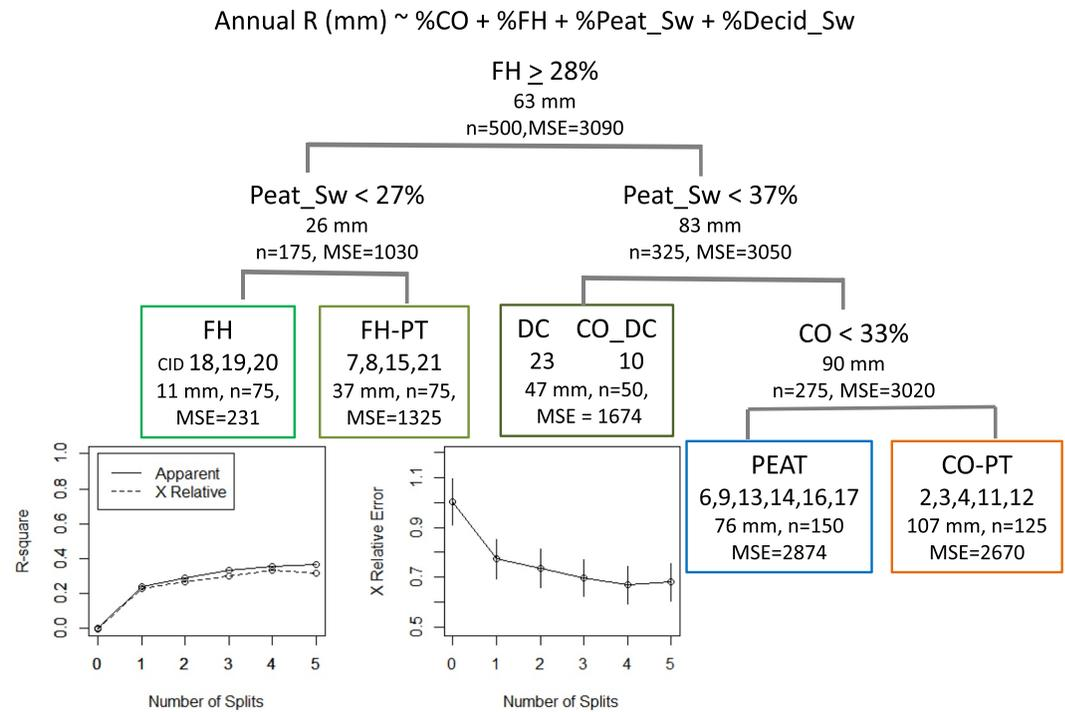 Annual R (mm) ~ %CO + %FH + %Peat_Sw + %Decid_Sw
FH ≥ 28%
63 mm
n=500,MSE=3090
Peat_Sw < 27%
26 mm
n=175, MSE=1030
Peat_Sw < 37%
83 mm
n=325, MSE=3050
FH
CID 18,19,20
11 mm, n=75,
MSE=231
FH-PT
7,8,15,21
37 mm, n=75,
MSE=1325
DC CO_DC
23 10
47 mm, n=50,
MSE = 1674
CO < 33%
90 mm
n=275, MSE=3020
PEAT
6,9,13,14,16,17
76 mm, n=150
MSE=2874
CO-PT
2,3,4,11,12
107 mm, n=125
MSE=2670
R-square
1.0
0.8
0.6
0.4
0.2
0.0
Apparent
X Relative
0 1 2 3 4 5
Number of Splits
X Relative Error
1.1
0.9
0.7
0.5
0 1 2 3 4 5
Number of Splits